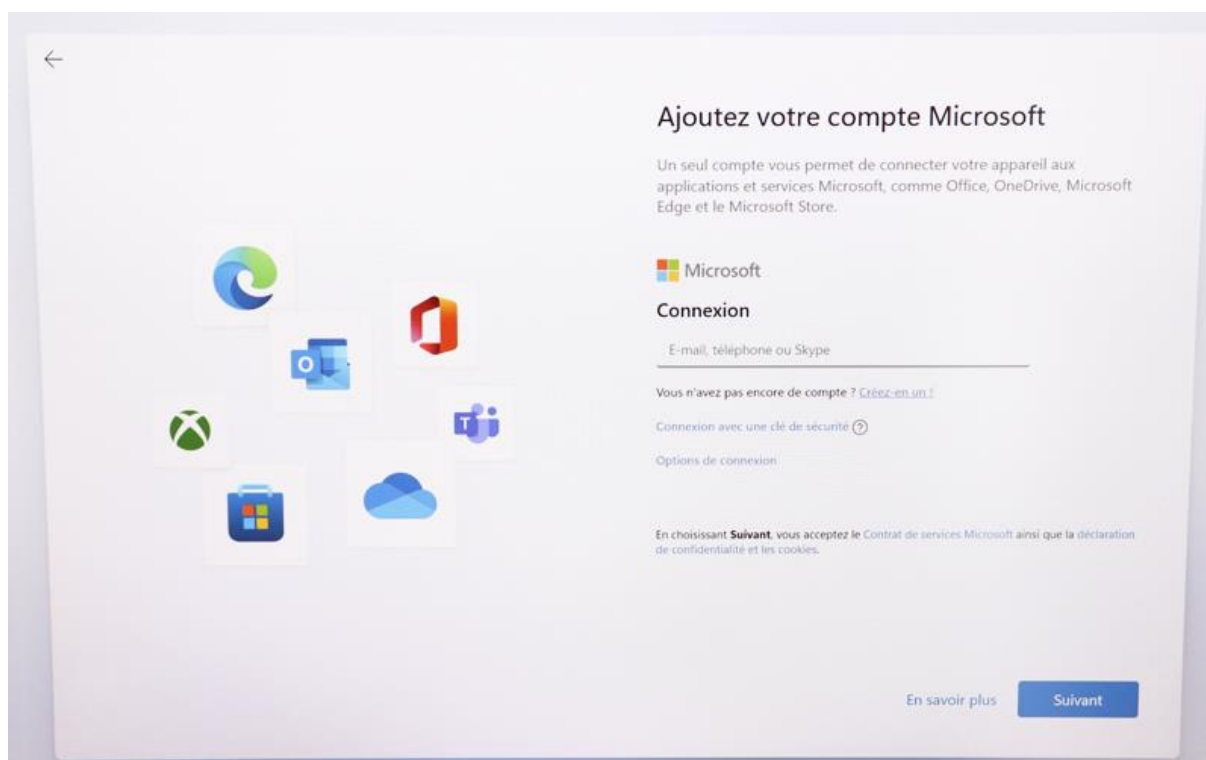 Ajoutez votre compte Microsoft
Un seul compte vous permet de connecter votre appareil aux
applications et services Microsoft, comme Office, OneDrive, Microsoft
Edge et le Microsoft Store.
Microsoft
Connexion
E-mail, téléphone ou Skype
Vous n'avez pas encore de compte ? Créez-en un !
Connexion avec une clé de sécurité ?
Options de connexion
En choisissant Suivant, vous acceptez le Contrat de services Microsoft ainsi que la déclaration
de confidentialité et les cookies.
En savoir plus
Suivant
O
T